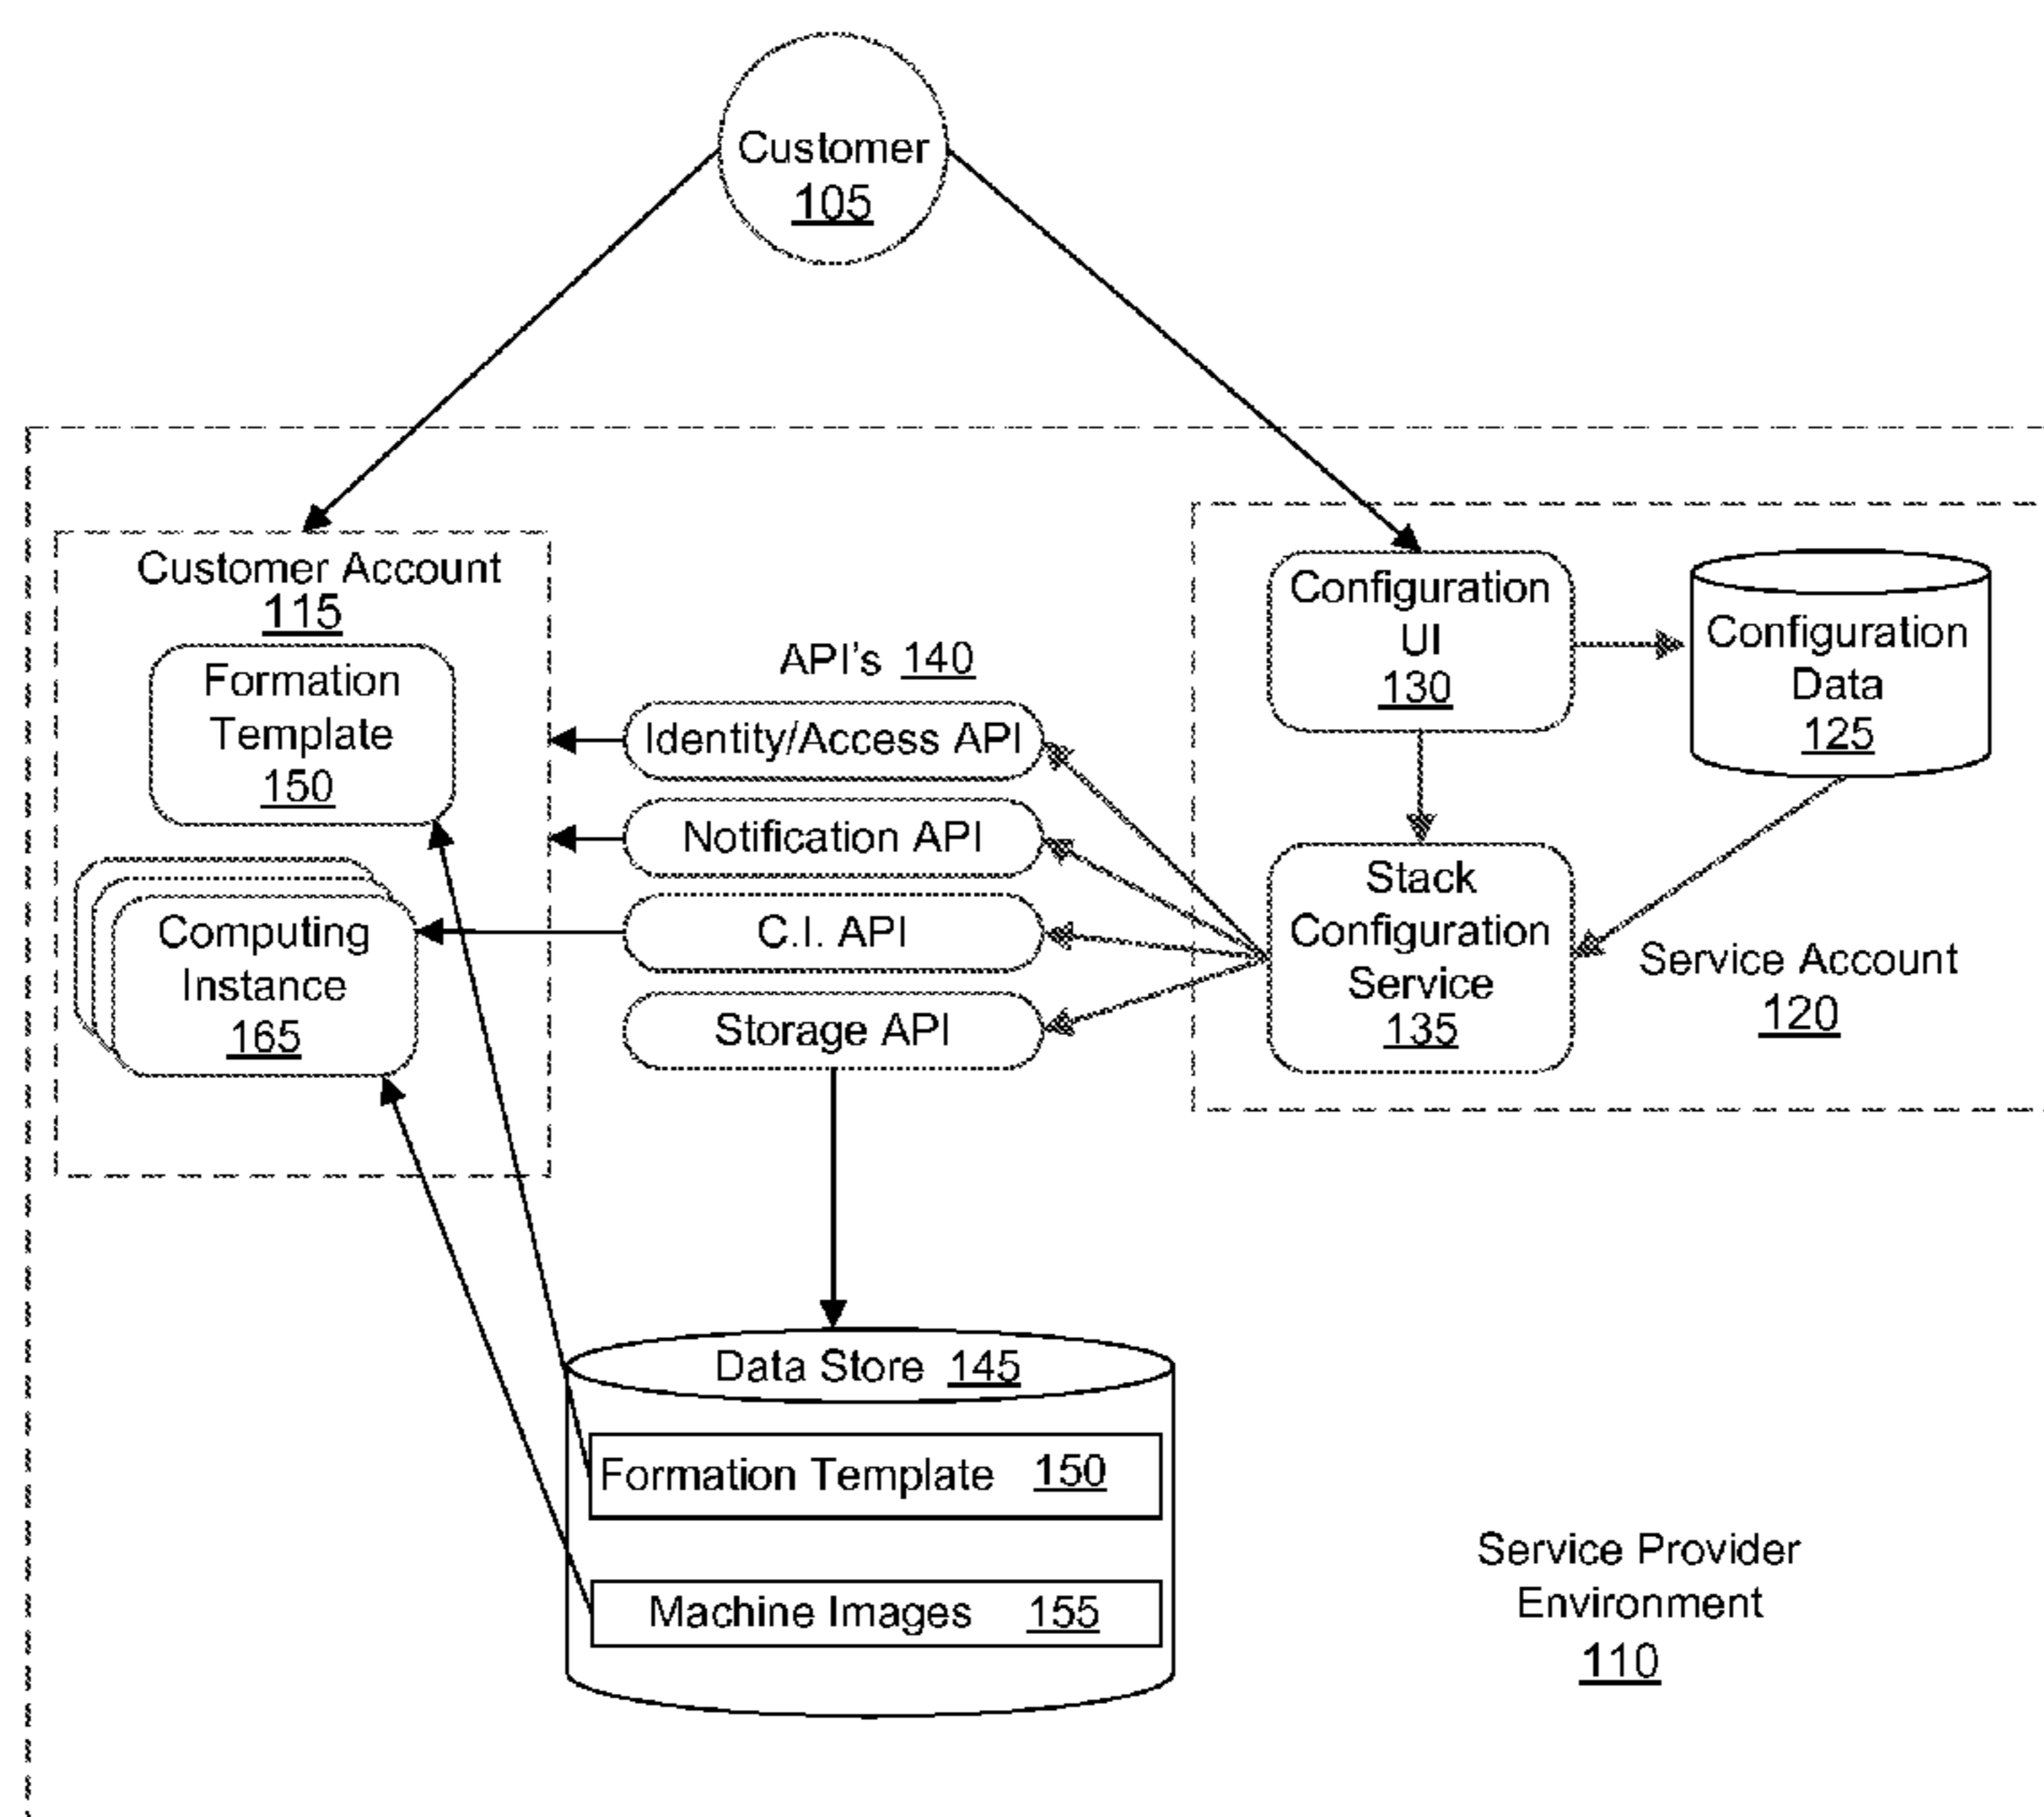 Customer
105
Customer Account
115
Formation
Template
150
Computing
Instance
165
API's 140
Identity/Access API
Notification API
C.I. API
Storage API
Configuration
UI
130
Configuration
Data
125
Stack
Configuration
Service
135
Service Account
120
Data Store 145
Formation Template 150
Machine Images 155
Service Provider
Environment
110